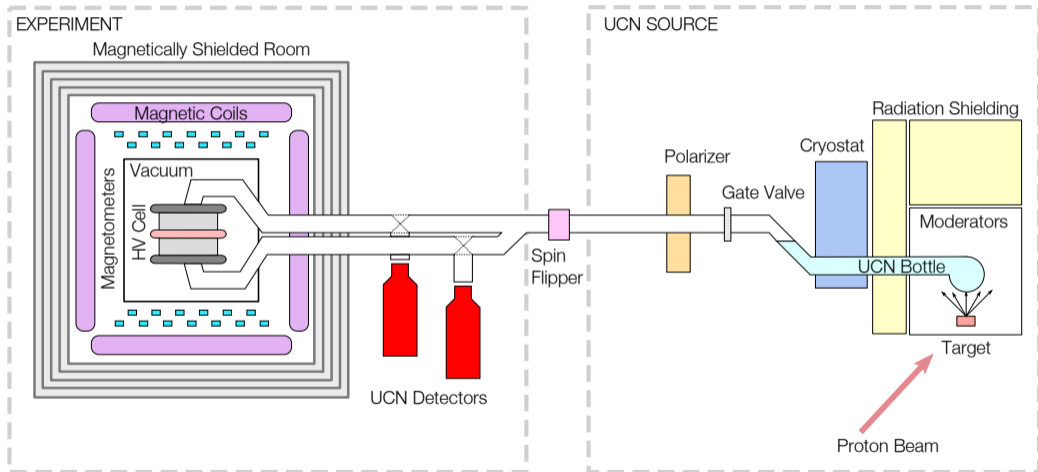 EXPERIMENT
Magnetically Shielded Room
Magnetic Coils
Vacuum
Magnetometers
HV Cell
UCN Detectors
Spin
Flipper
UCN SOURCE
Radiation Shielding
Cryostat
Polarizer
Gate Valve
Moderators
UCN Bottle
Target
Proton Beam